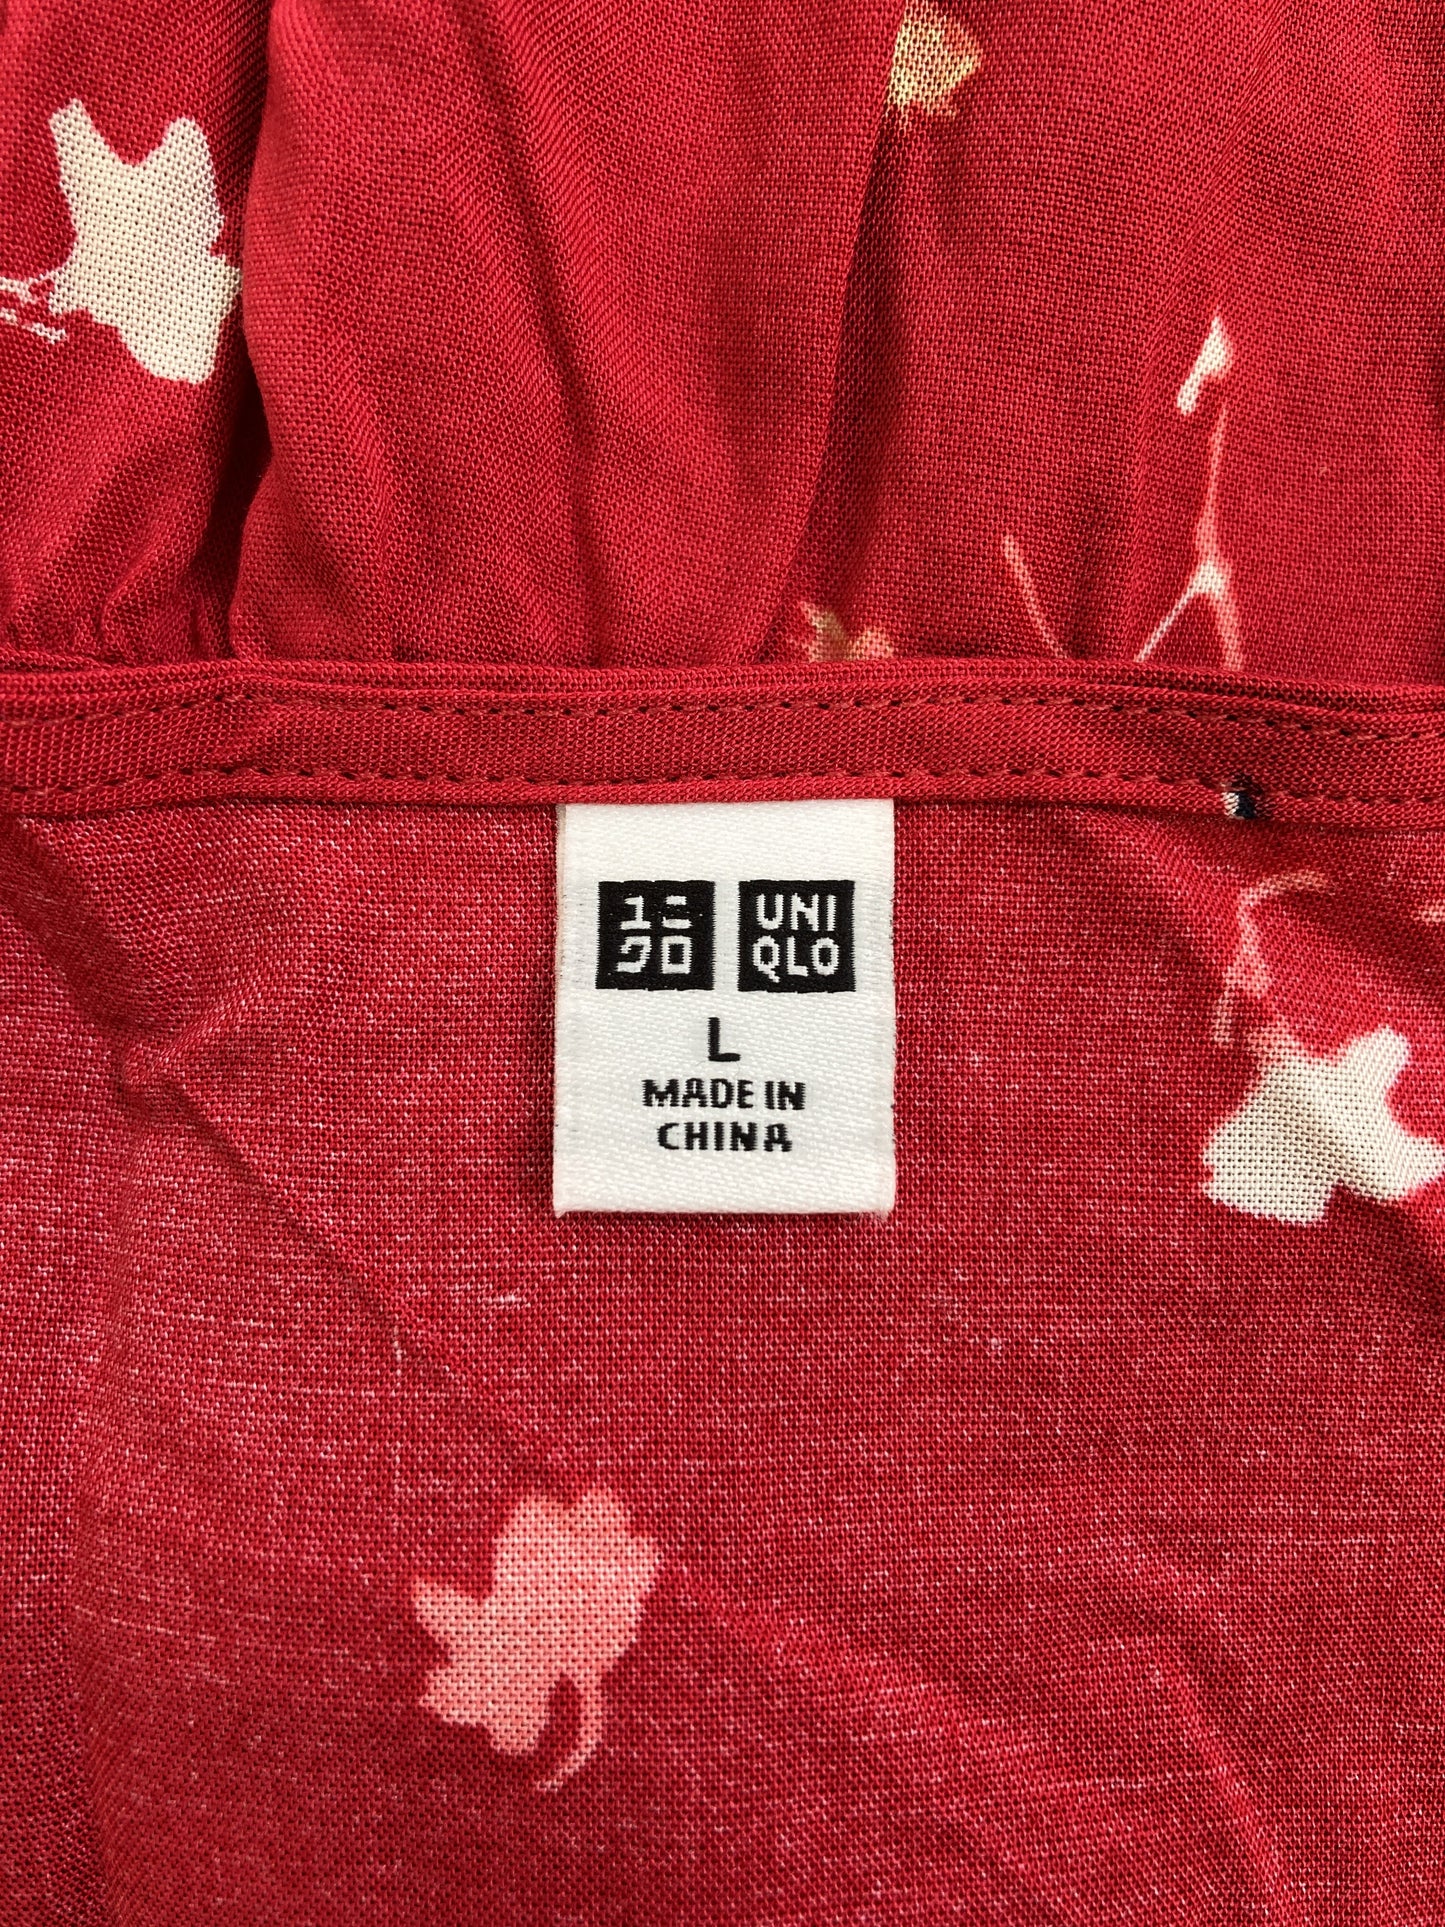 ユニ UNI
クロ QLO
L
MADE IN
CHINA